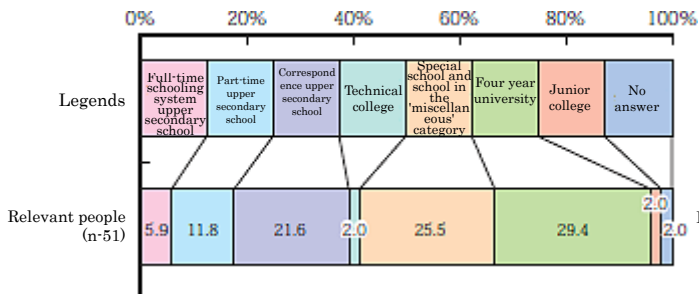 0% 20% 40% 60% 80% 100%
Legends
Full-time
schooling
system
upper
secondary
school
Part-time
upper
secondary
school
Correspond
ence upper
secondary
school
Technical
college
Special
school and
school in
the
'miscellan
eous'
category
Four year
university
Junior
college
No
answer
Relevant people
(n-51)
5.9 11.8 21.6 2.0 25.5 29.4 2.0 2.0